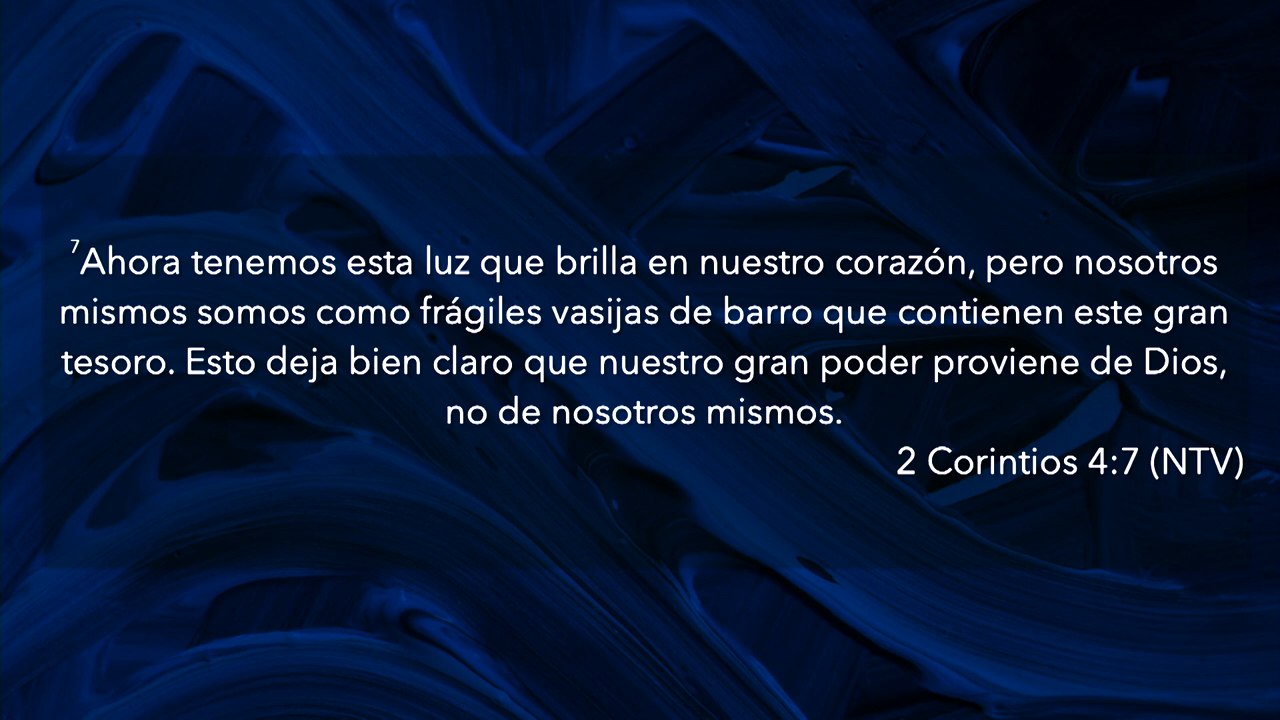 ⁷Ahora tenemos esta luz que brilla en nuestro corazón, pero nosotros
mismos somos como frágiles vasijas de barro que contienen este gran
tesoro. Esto deja bien claro que nuestro gran poder proviene de Dios,
no de nosotros mismos.
2 Corintios 4:7 (NTV)